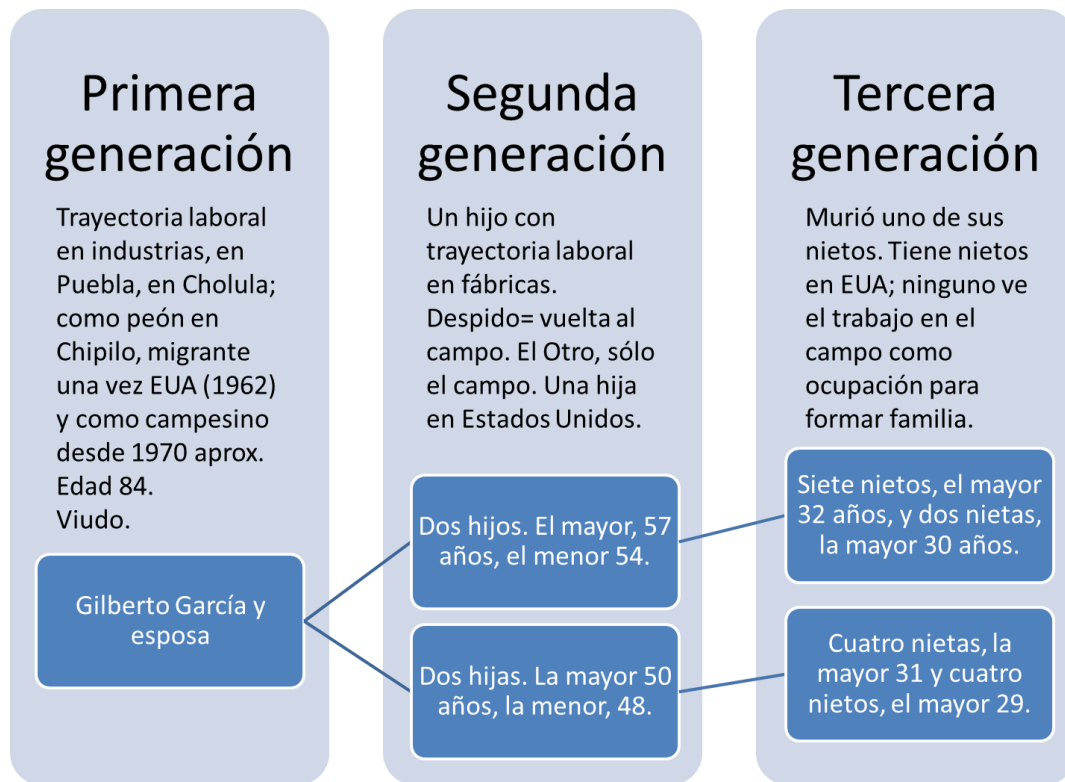 Primera
generación
Trayectoria laboral
en industrias, en
Puebla, en Cholula;
como peón en
Chipilo, migrante
una vez EUA (1962)
y como campesino
desde 1970 aprox.
Edad 84.
Viudo.
Gilberto García y
esposa
Segunda
generación
Un hijo con
trayectoria laboral
en fábricas.
Despido= vuelta al
campo. El Otro, sólo
el campo. Una hija
en Estados Unidos.
Dos hijos. El mayor, 57
años, el menor 54.
Dos hijas. La mayor 50
años, la menor, 48.
Tercera
generación
Murió uno de sus
nietos. Tiene nietos
en EUA; ninguno ve
el trabajo en el
campo como
ocupación para
formar familia.
Siete nietos, el mayor
32 años, y dos nietas,
la mayor 30 años.
Cuatro nietas, la
mayor 31 y cuatro
nietos, el mayor 29.